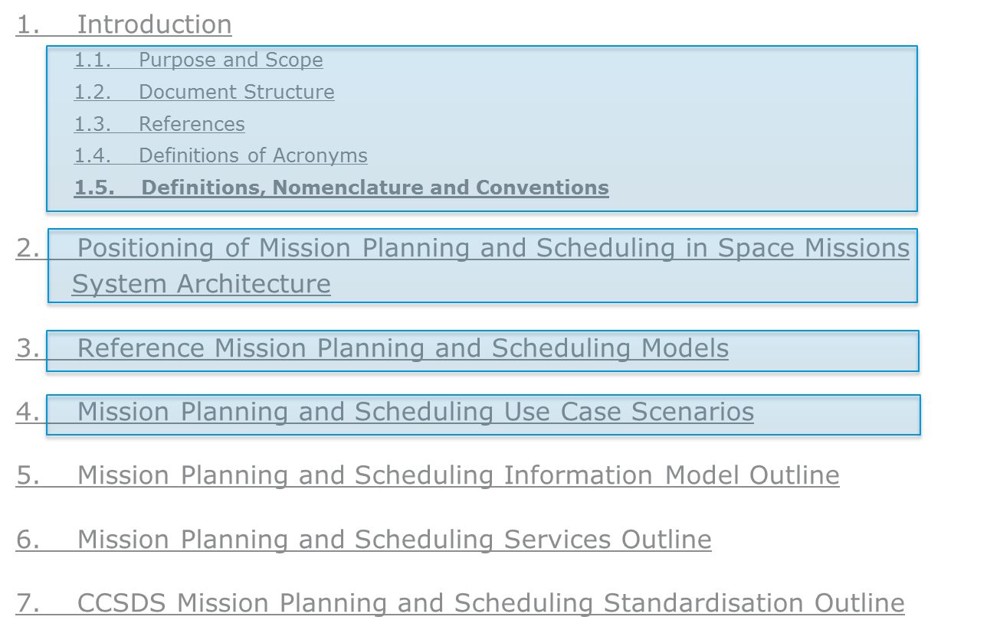 1. Introduction
1.1. Purpose and Scope
1.2. Document Structure
1.3. References
1.4. Definitions of Acronyms
1.5. Definitions, Nomenclature and Conventions
2. Positioning of Mission Planning and Scheduling in Space Missions
System Architecture
3. Reference Mission Planning and Scheduling Models
4. Mission Planning and Scheduling Use Case Scenarios
5. Mission Planning and Scheduling Information Model Outline
6. Mission Planning and Scheduling Services Outline
7. CCSDS Mission Planning and Scheduling Standardisation Outline